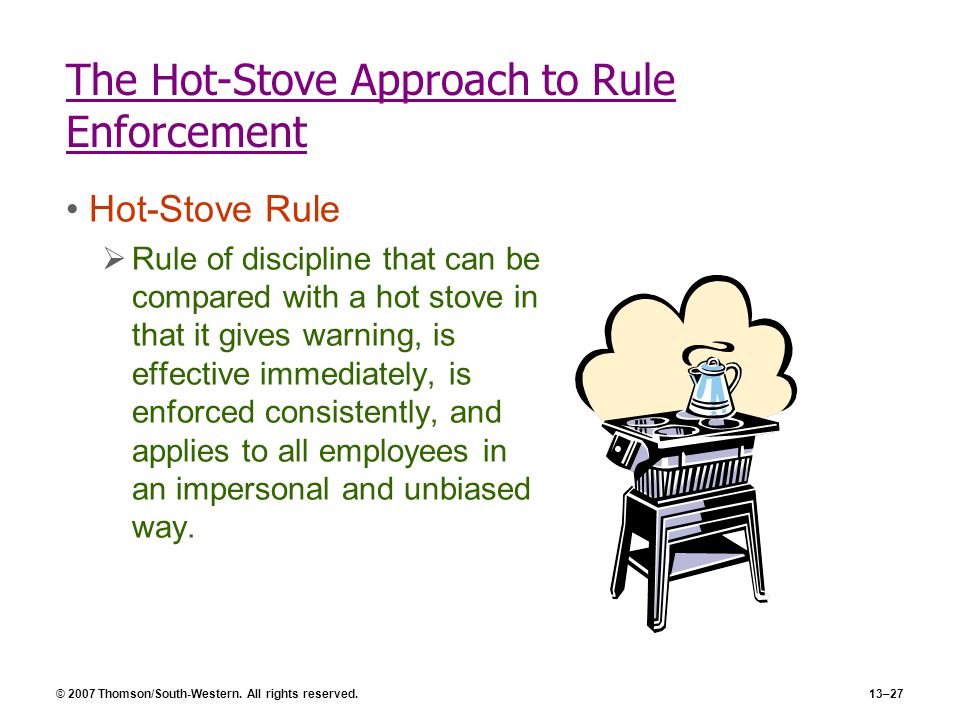 The Hot-Stove Approach to Rule
Enforcement
• Hot-Stove Rule
➢ Rule of discipline that can be
compared with a hot stove in
that it gives warning, is
effective immediately, is
enforced consistently, and
applies to all employees in
an impersonal and unbiased
way.
© 2007 Thomson/South-Western. All rights reserved.
13–27